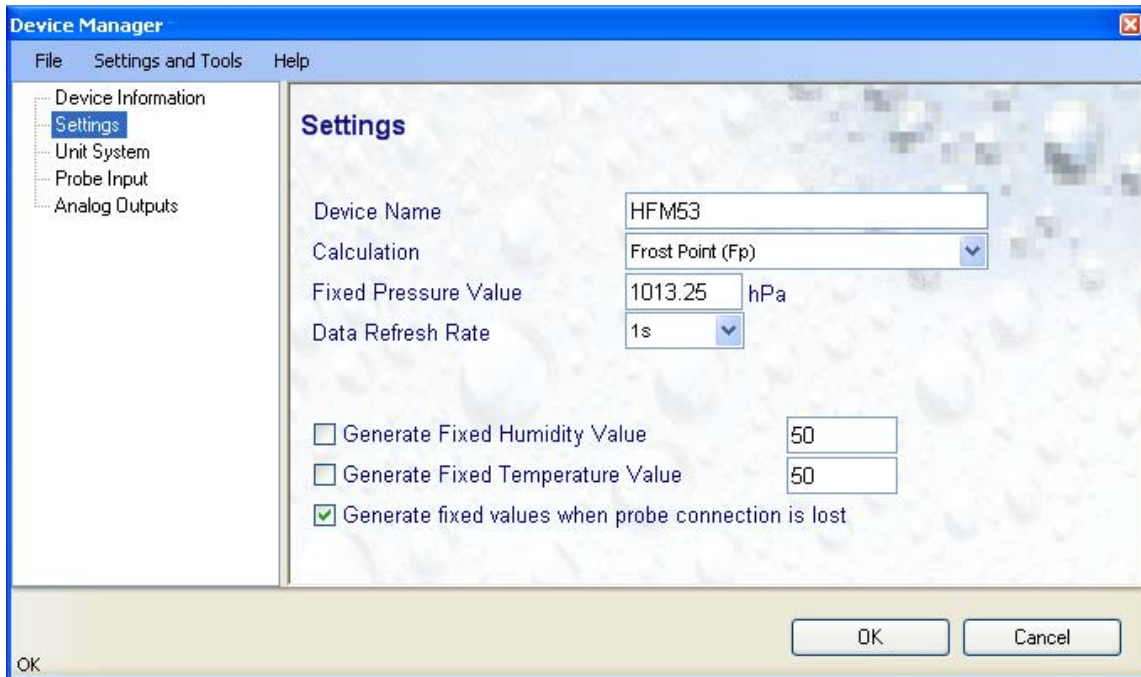 Device Manager
File Settings and Tools Help
Device Information
Settings
Unit System
Probe Input
Analog Outputs
Settings
Device Name HFM53
Calculation Frost Point (Fp)
Fixed Pressure Value 1013.25 hPa
Data Refresh Rate 1s
Generate Fixed Humidity Value 50
Generate Fixed Temperature Value 50
Generate fixed values when probe connection is lost
OK Cancel
OK